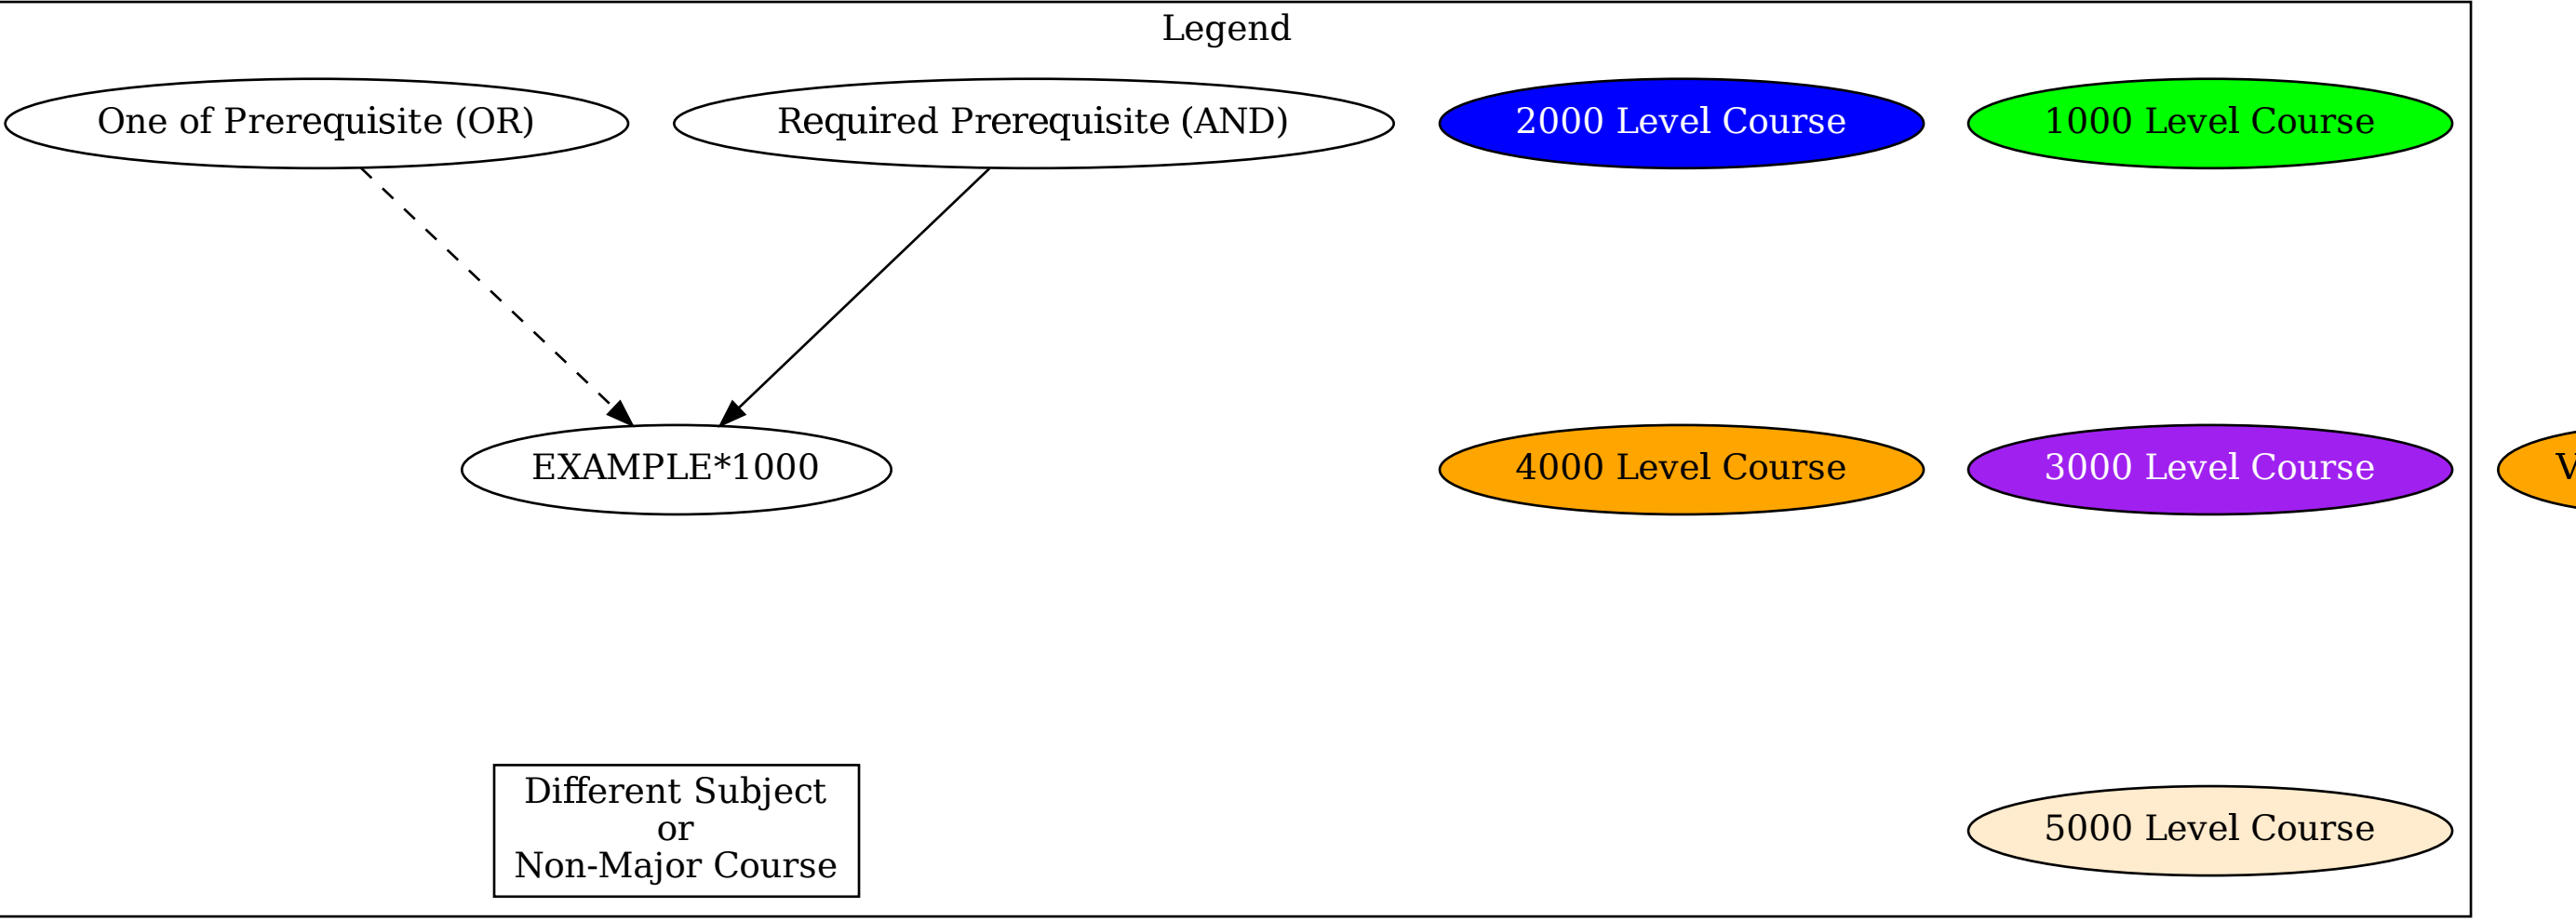 Legend
One of Prerequisite (OR)
Required Prerequisite (AND)
2000 Level Course
1000 Level Course
EXAMPLE*1000
4000 Level Course
3000 Level Course
Different Subject
or
Non-Major Course
5000 Level Course